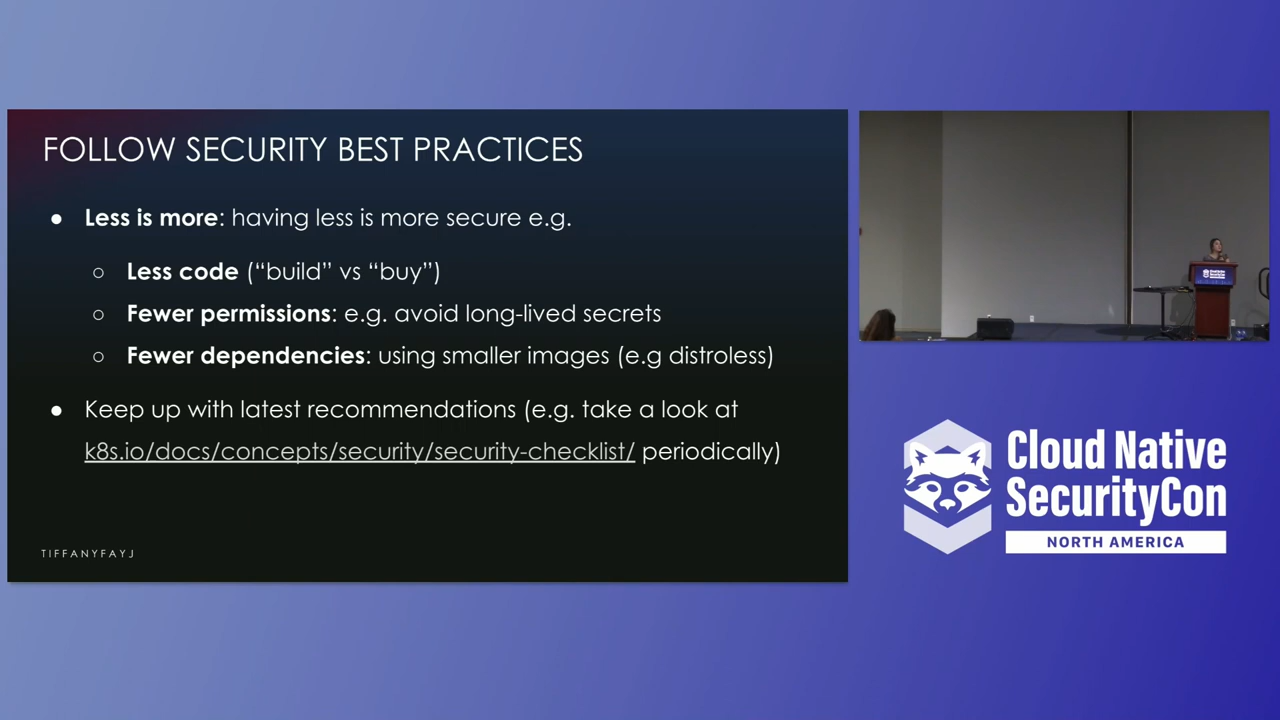 FOLLOW SECURITY BEST PRACTICES
● Less is more: having less is more secure e.g.
○ Less code (“build” vs “buy”)
○ Fewer permissions: e.g. avoid long-lived secrets
○ Fewer dependencies: using smaller images (e.g distroless)
● Keep up with latest recommendations (e.g. take a look at
k8s.io/docs/concepts/security/security-checklist/ periodically)
TIFFANYFAYJ
Cloud Native
SecurityCon
NORTH AMERICA